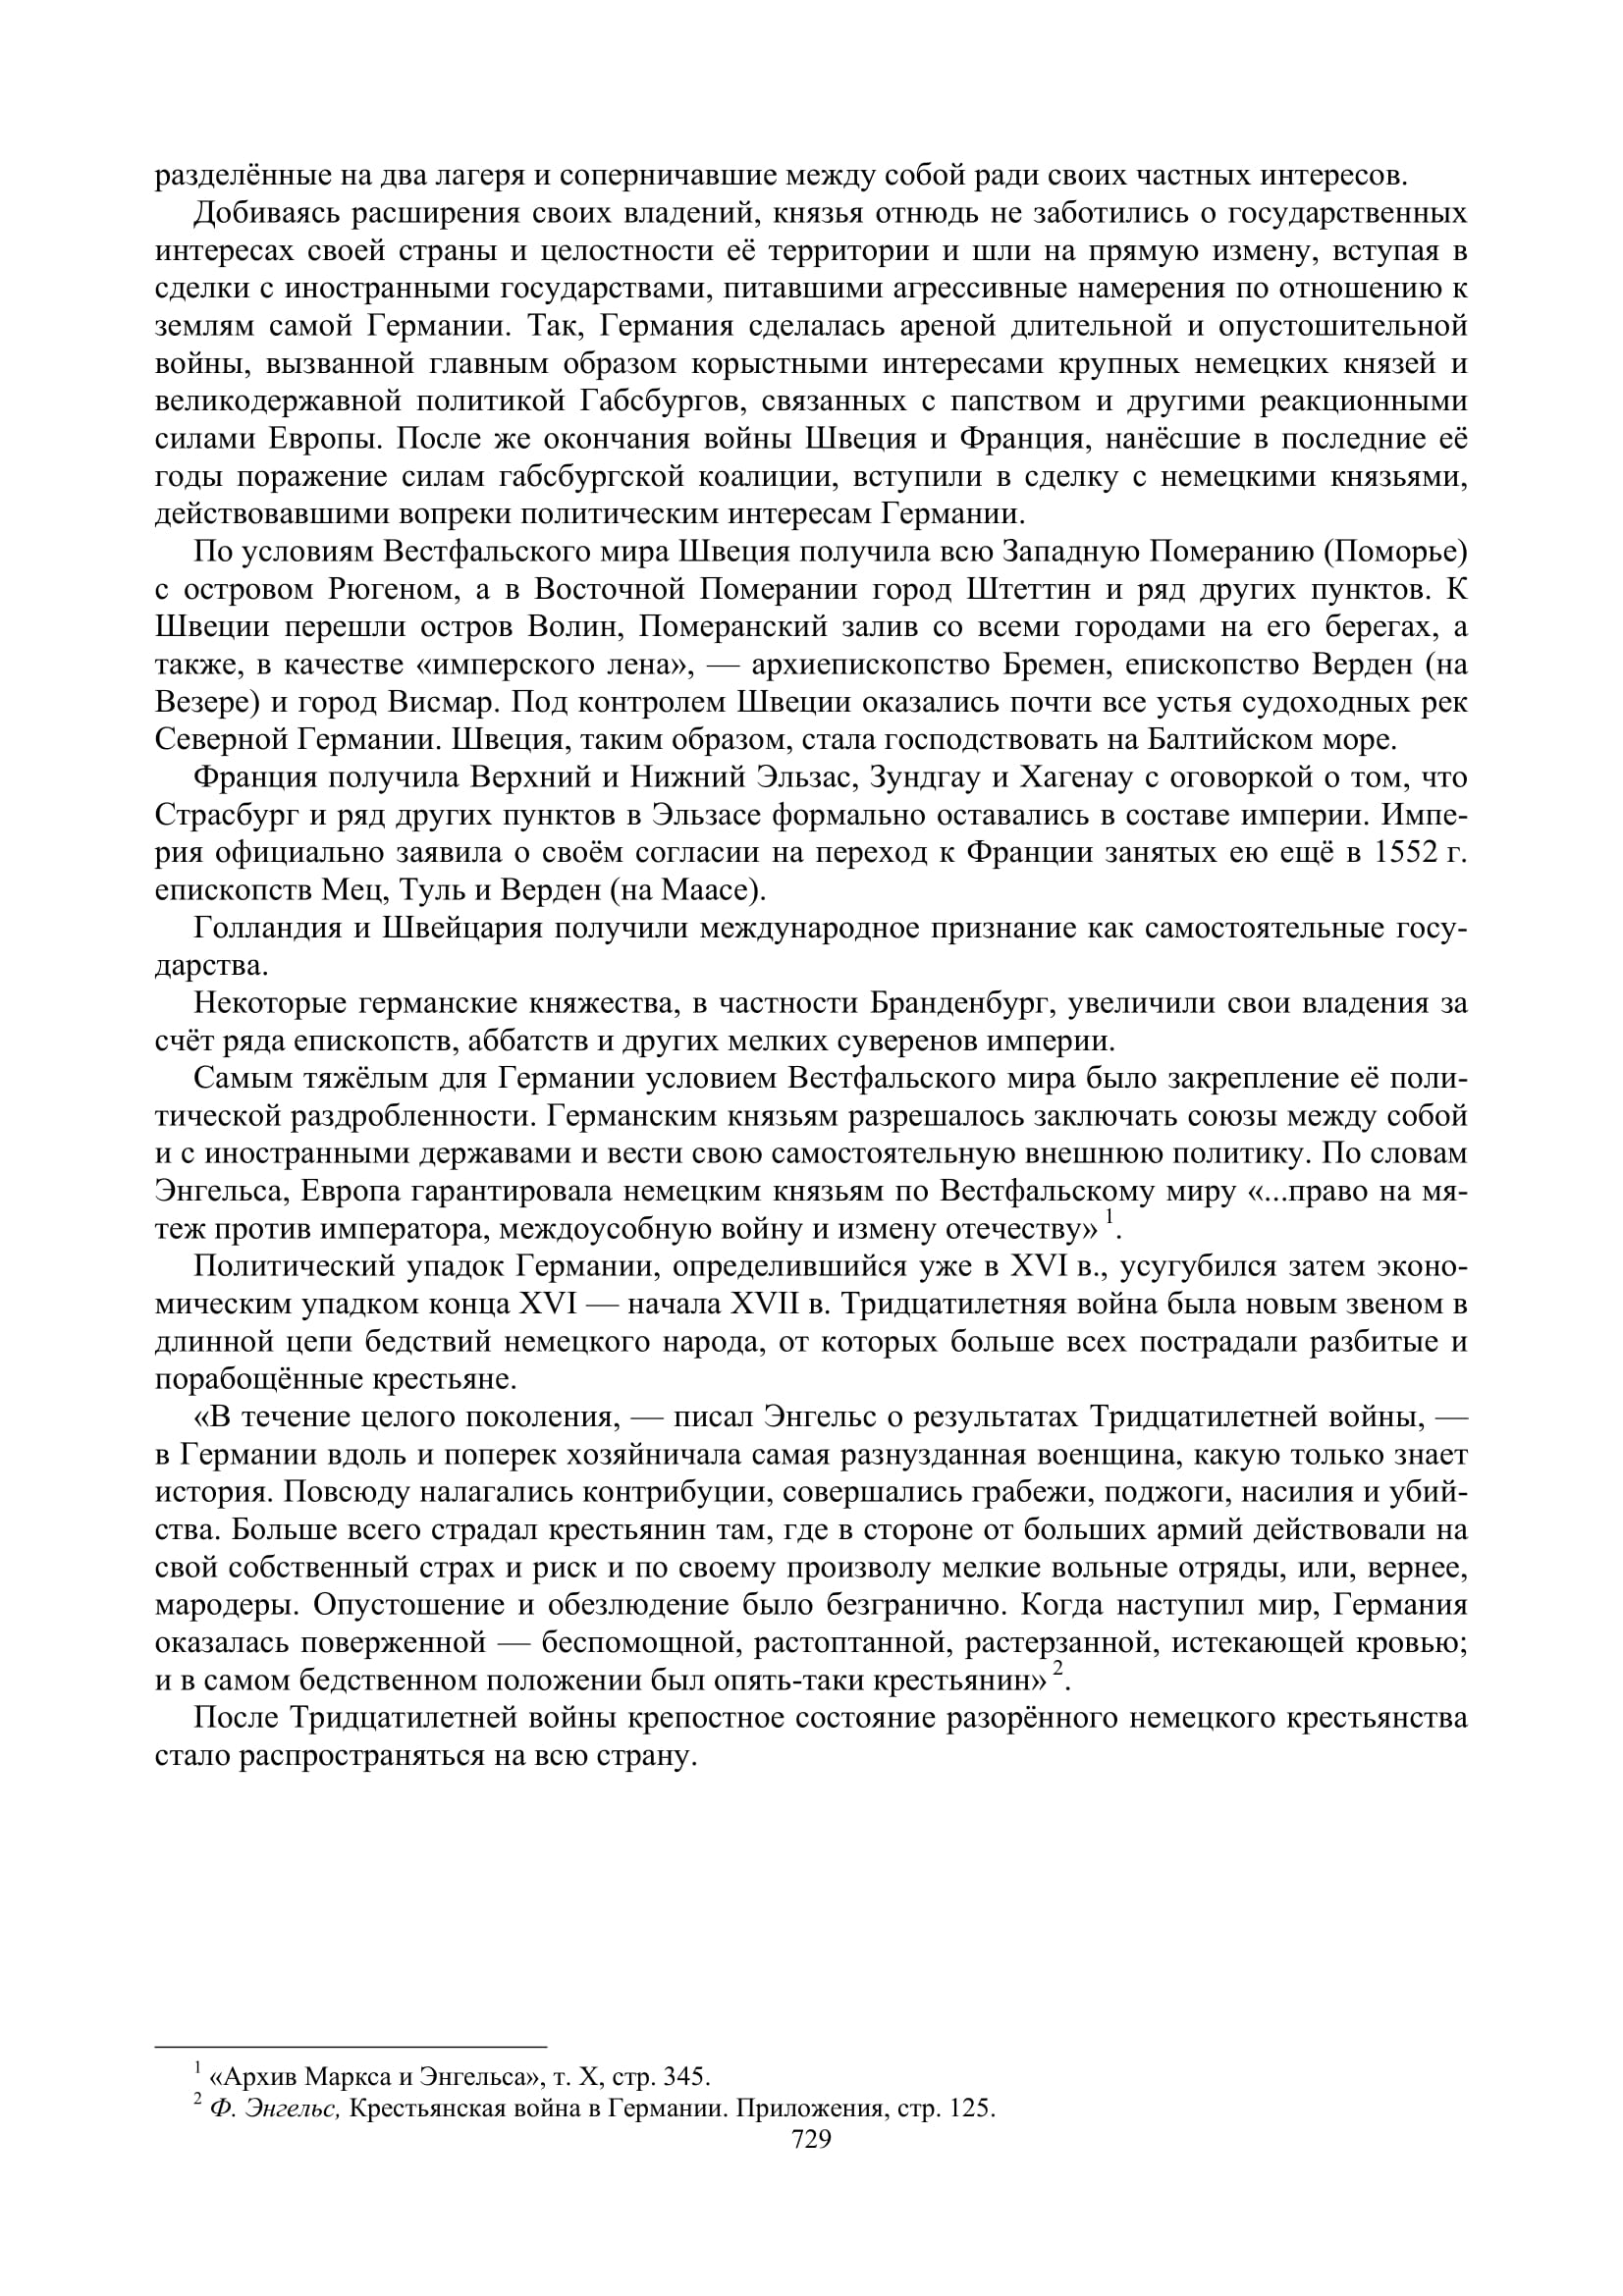 разделённые на два лагеря и соперничавшие между собой ради своих частных интересов.
Добиваясь расширения своих владений, князья отнюдь не заботились о государственных
интересах своей страны и целостности её территории и шли на прямую измену, вступая в
сделки с иностранными государствами, питавшими агрессивные намерения по отношению к
землям самой Германии. Так, Германия сделалась ареной длительной и опустошительной
войны, вызванной главным образом корыстными интересами крупных немецких князей и
великодержавной политикой Габсбургов, связанных с папством и другими реакционными
силами Европы. После же окончания войны Швеция и Франция, нанёсшие в последние её
годы поражение силам габсбургской коалиции, вступили в сделку с немецкими князьями,
действовавшими вопреки политическим интересам Германии.
По условиям Вестфальского мира Швеция получила всю Западную Померанию (Поморье)
с островом Рюгеном, а в Восточной Померании город Штеттин и ряд других пунктов. К
Швеции перешли остров Волин, Померанский залив со всеми городами на его берегах, а
также, в качестве «имперского лена», — архиепископство Бремен, епископство Верден (на
Везере) и город Висмар. Под контролем Швеции оказались почти все устья судоходных рек
Северной Германии. Швеция, таким образом, стала господствовать на Балтийском море.
Франция получила Верхний и Нижний Эльзас, Зундгау и Хагенау с оговоркой о том, что
Страсбург и ряд других пунктов в Эльзасе формально оставались в составе империи. Импе-
рия официально заявила о своём согласии на переход к Франции занятых ею ещё в 1552 г.
епископств Мец, Туль и Верден (на Маасе).
Голландия и Швейцария получили международное признание как самостоятельные госу-
дарства.
Некоторые германские княжества, в частности Бранденбург, увеличили свои владения за
счёт ряда епископств, аббатств и других мелких суверенов империи.
Самым тяжёлым для Германии условием Вестфальского мира было закрепление её поли-
тической раздробленности. Германским князьям разрешалось заключать союзы между собой
и с иностранными державами и вести свою самостоятельную внешнюю политику. По словам
Энгельса, Европа гарантировала немецким князьям по Вестфальскому миру «...право на мя-
теж против императора, междоусобную войну и измену отечеству» 1.
Политический упадок Германии, определившийся уже в XVI в., усугубился затем эконо-
мическим упадком конца XVI — начала XVII в. Тридцатилетняя война была новым звеном в
длинной цепи бедствий немецкого народа, от которых больше всех пострадали разбитые и
порабощённые крестьяне.
«В течение целого поколения, — писал Энгельс о результатах Тридцатилетней войны, —
в Германии вдоль и поперек хозяйничала самая разнузданная военщина, какую только знает
история. Повсюду налагались контрибуции, совершались грабежи, поджоги, насилия и убий-
ства. Больше всего страдал крестьянин там, где в стороне от больших армий действовали на
свой собственный страх и риск и по своему произволу мелкие вольные отряды, или, вернее,
мародеры. Опустошение и обезлюдение было безгранично. Когда наступил мир, Германия
оказалась поверженной — беспомощной, растоптанной, растерзанной, истекающей кровью;
и в самом бедственном положении был опять-таки крестьянин» 2.
После Тридцатилетней войны крепостное состояние разорённого немецкого крестьянства
стало распространяться на всю страну.
1 «Архив Маркса и Энгельса», т. X, стр. 345.
2 Ф. Энгельс, Крестьянская война в Германии. Приложения, стр. 125.
729